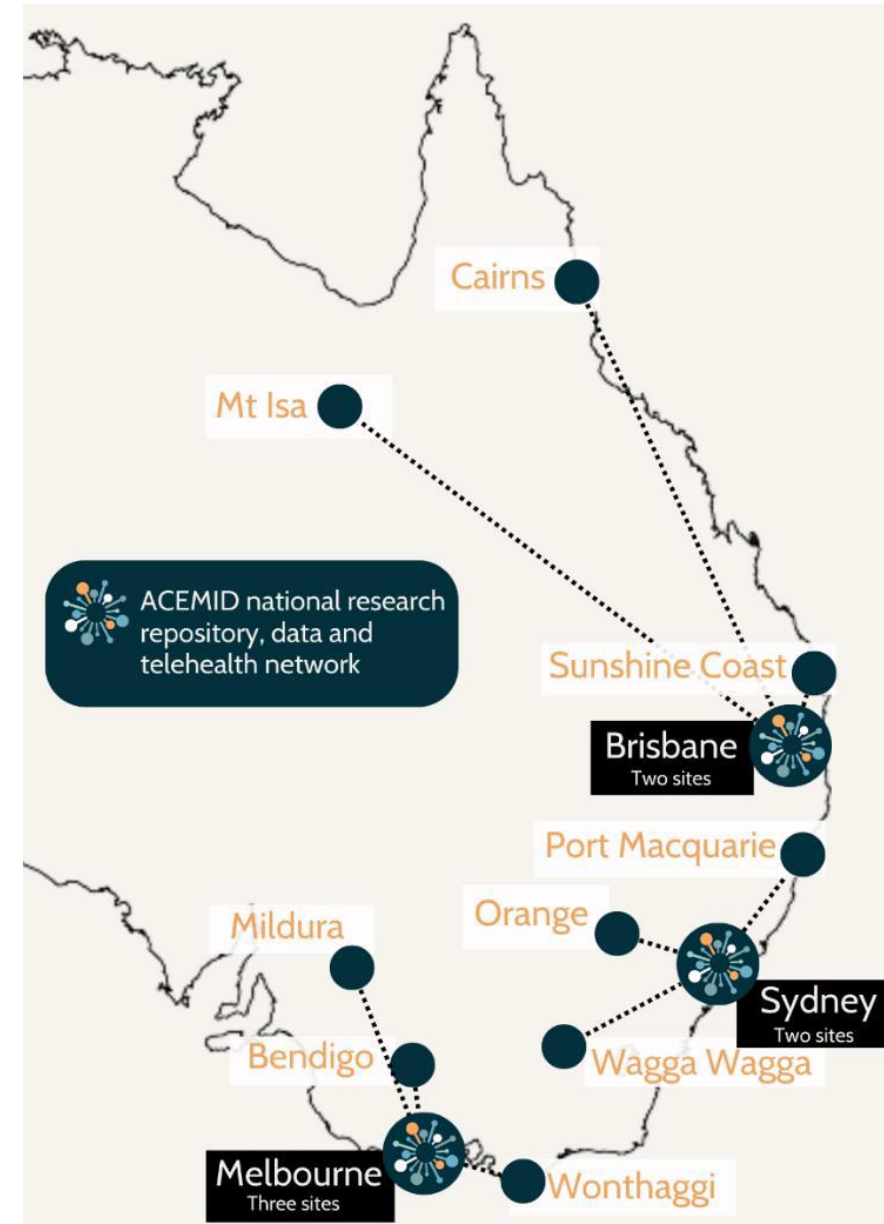 Cairns
Mt Isa
ACEMID national research
repository, data and
telehealth network
Sunshine Coast
Brisbane
Two sites
Port Macquarie
Orange
Mildura
Sydney
Two sites
Bendigo
Wagga Wagga
Melbourne
Three sites
Wonthaggi